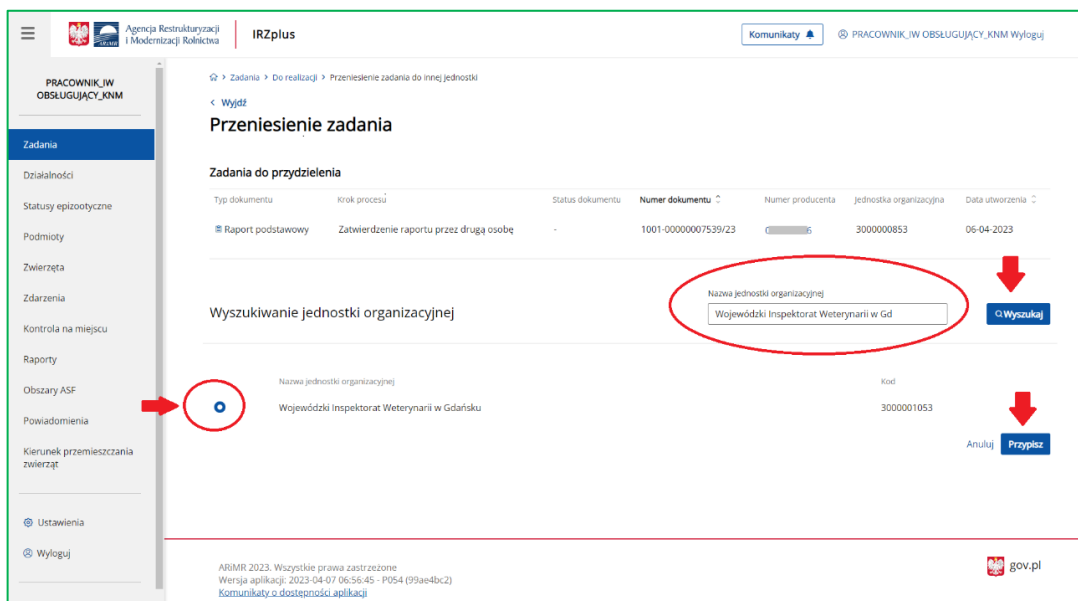 Agencja Restrukturyzacji
i Modernizacji Rolnictwa
ARiMR
IRZplus
Komunikaty
PRACOWNIK_IW OBSŁUGUJĄCY_KNM Wyloguj
PRACOWNIK_IW
OBSŁUGUJĄCY_KNM
Zadania
Działalności
Statusy epizootyczne
Podmioty
Zwierzęta
Zdarzenia
Kontrola na miejscu
Raporty
Obszary ASF
Powiadomienia
Kierunek przemieszczania
zwierząt
Ustawienia
Wyloguj
> Zadania > Do realizacji > Przeniesienie zadania do innej jednostki
< Wyjdź
Przeniesienie zadania
Zadania do przydzielenia
Typ dokumentu Krok procesu Status dokumentu Numer dokumentu Numer producenta Jednostka organizacyjna Data utworzenia
Raport podstawowy Zatwierdzenie raportu przez drugą osobę - 1001-00000007539/23 3000000853 06-04-2023
Wyszukiwanie jednostki organizacyjnej
Nazwa jednostki organizacyjnej
Wojewódzki Inspektorat Weterynarii w Gd
Wyszukaj
Nazwa jednostki organizacyjnej Kod
Wojewódzki Inspektorat Weterynarii w Gdańsku 3000001053
Anuluj Przypisz
ARiMR 2023. Wszystkie prawa zastrzeżone
Wersja aplikacji: 2023-04-07 06:56:45 - P054 (99ae4bc2)
Komunikaty o dostępności aplikacji
gov.pl